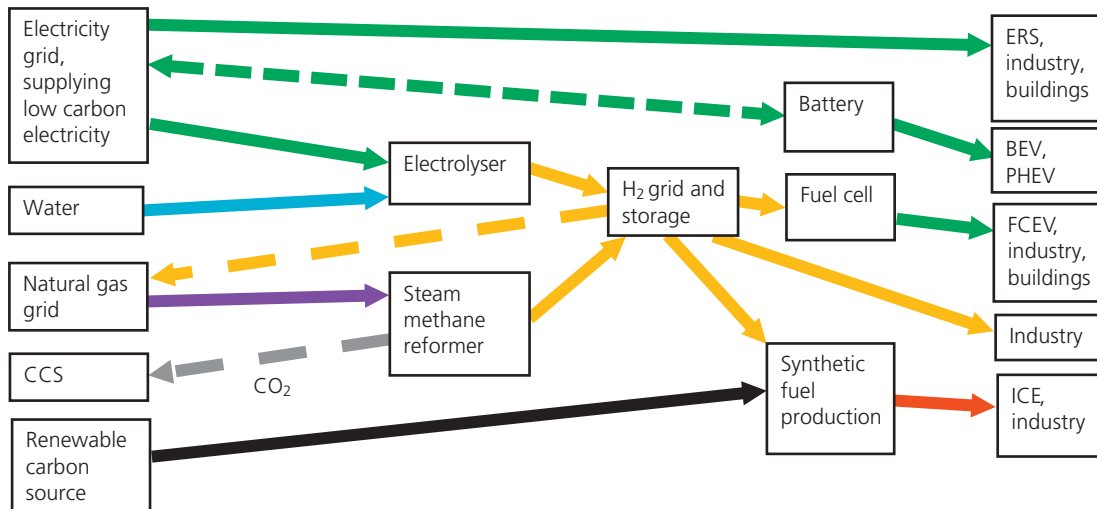 Electricity
grid,
supplying
low carbon
electricity
Water
Natural gas
grid
CCS
Renewable
carbon
source
CO₂
Electrolyser
Steam
methane
reformer
H₂ grid and
storage
Battery
Fuel cell
Synthetic
fuel
production
ERS,
industry,
buildings
BEV,
PHEV
FCEV,
industry,
buildings
Industry
ICE,
industry